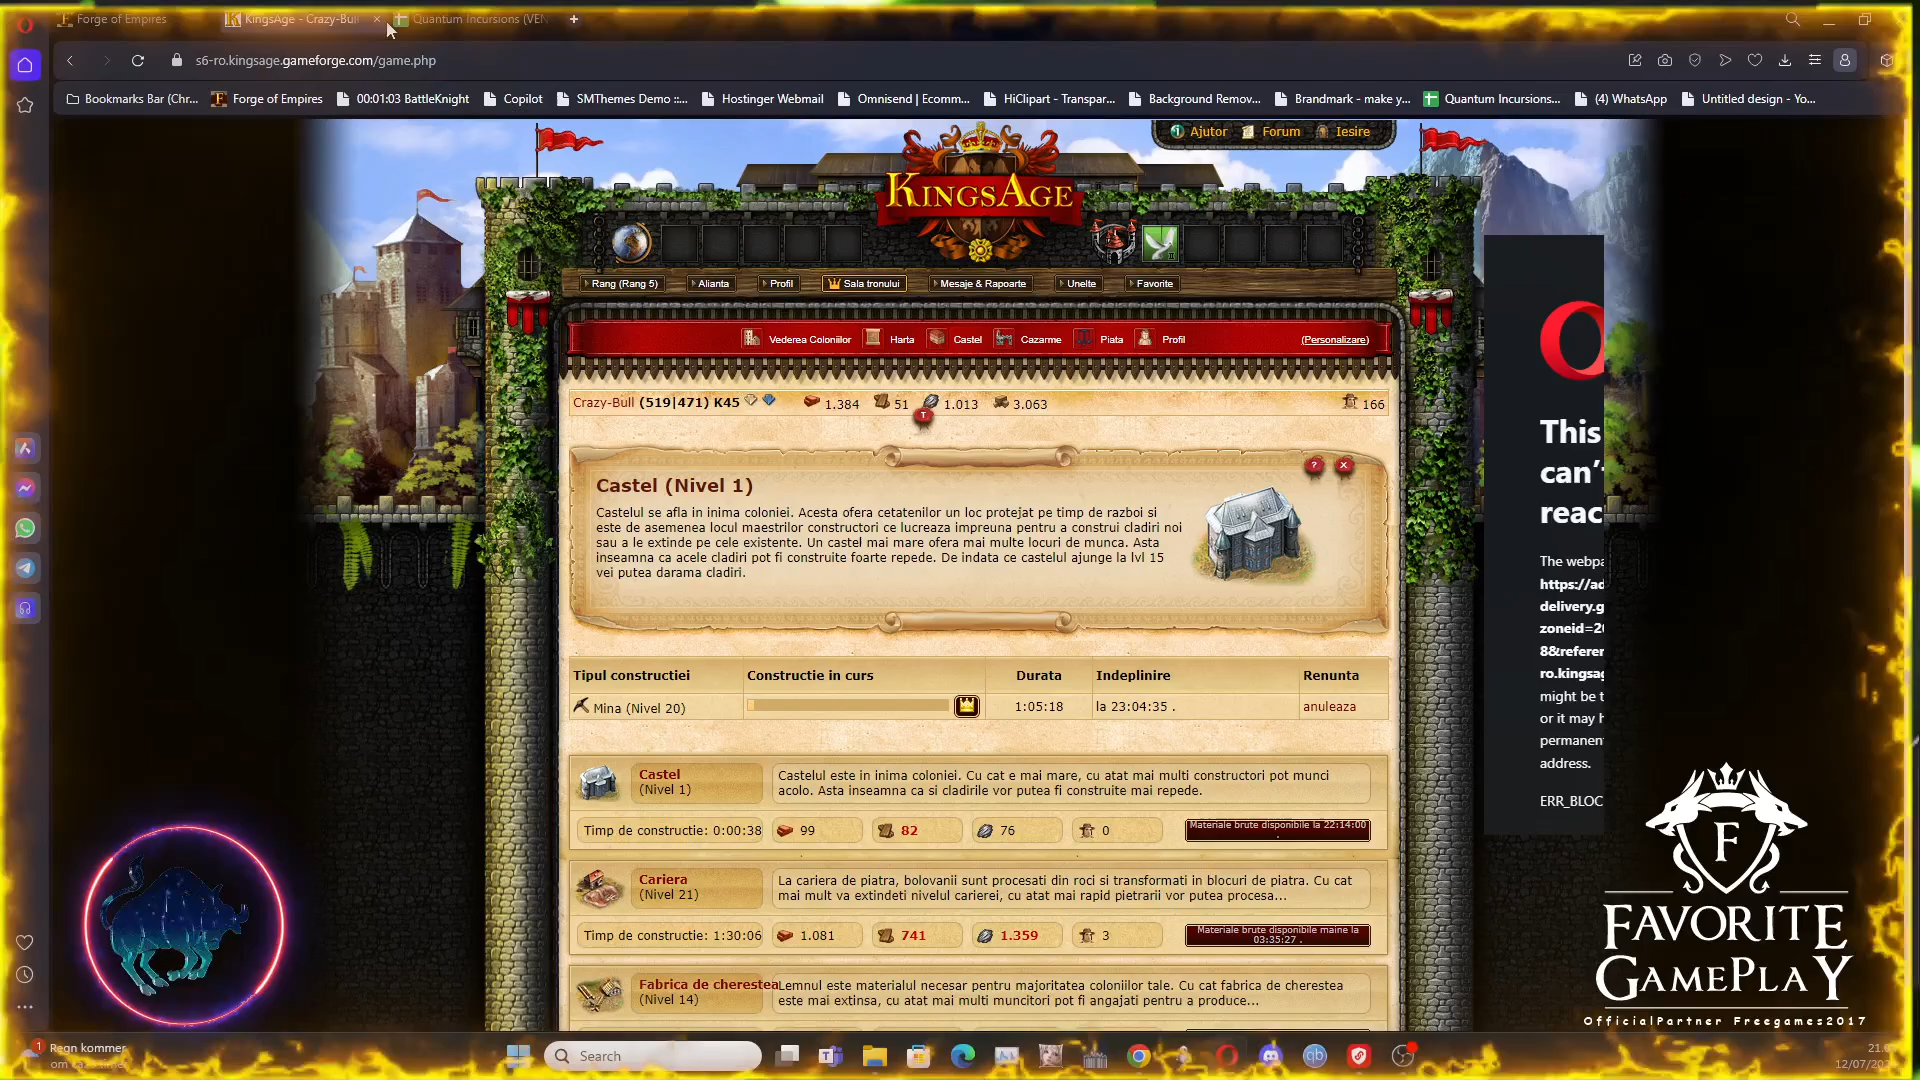 Forge of Empires
KingsAge - Crazy-Bull
Quantum Incursions (VEN
s6-ro.kingsage.gameforge.com/game.php
Bookmarks Bar (Chr...
Forge of Empires
00:01:03 BattleKnight
Copilot
SMThemes Demo ::...
Hostinger Webmail
Omnisend | Ecomm...
HiClipart - Transpar...
Background Remov...
Brandmark - make y...
Quantum Incursions...
(4) WhatsApp
Untitled design - Yo...
Ajutor
Forum
Iesire
KINGSAGE
Rang (Rang 5)
Alianta
Profil
Sala tronului
Mesaje & Rapoarte
Unelte
Favorite
Vederea Coloniilor
Harta
Castel
Cazarme
Piata
Profil
(Personalizare)
Crazy-Bull (519|471) K45
1.384
51
1.013
3.063
166
T
Castel (Nivel 1)
Castelul se afla in inima coloniei. Acesta ofera cetatenilor un loc protejat pe timp de razboi si
este de asemenea locul maestrilor constructori ce lucreaza impreuna pentru a construi cladiri noi
sau a le extinde pe cele existente. Un castel mai mare ofera mai multe locuri de munca. Asta
inseamna ca acele cladiri pot fi construite foarte repede. De indata ce castelul ajunge la lvl 15
vei putea darama cladiri.
Tipul constructiei
Constructie in curs
Durata
Indeplinire
Renunta
Mina (Nivel 20)
1:05:18
la 23:04:35 .
anuleaza
Castel
(Nivel 1)
Castelul este in inima coloniei. Cu cat e mai mare, cu atat mai multi constructori pot munci
acolo. Asta inseamna ca si cladirile vor putea fi construite mai repede.
Timp de constructie: 0:00:38
99
82
76
0
Materiale brute disponibile la 22:14:00
.
Cariera
(Nivel 21)
La cariera de piatra, bolovanii sunt procesati din roci si transformati in blocuri de piatra. Cu cat
mai mult va extindeti nivelul carierei, cu atat mai rapid pietrarii vor putea procesa...
Timp de constructie: 1:30:06
1.081
741
1.359
3
Materiale brute disponibile maine la
03:35:27 .
Fabrica de cherestea
(Nivel 14)
Lemnul este materialul necesar pentru majoritatea coloniilor tale. Cu cat fabrica de cherestea
este mai extinsa, cu atat mai multi muncitori pot fi angajati pentru a produce...
This
can'
reac
The webpa
https://ad
delivery.g
zoneid=20
8&referer
ro.kingsag
might be t
or it may h
permanen
address.
ERR_BLOC
F
FAVORITE
GAMEPLAY
OfficialPartner Freegames2017
1
Regn kommer
Search